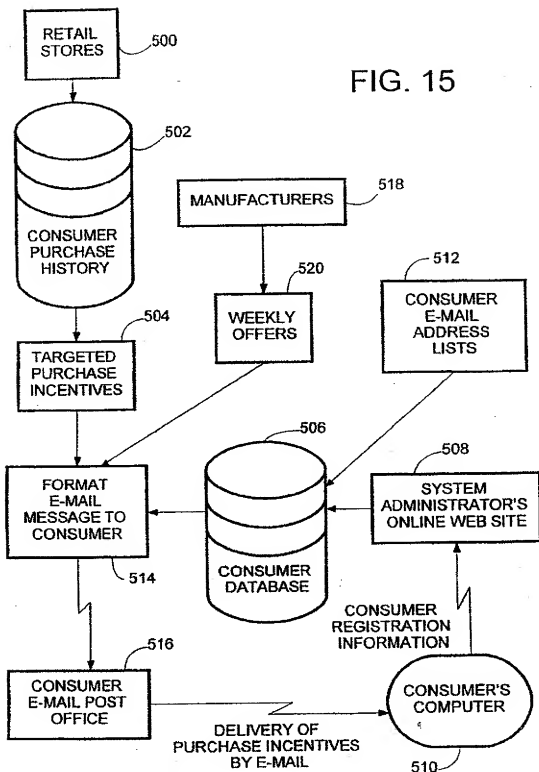 RETAIL
STORES
500
FIG. 15
502
CONSUMER
PURCHASE
HISTORY
MANUFACTURERS
518
520
WEEKLY
OFFERS
512
CONSUMER
E-MAIL
ADDRESS
LISTS
504
TARGETED
PURCHASE
INCENTIVES
506
CONSUMER
DATABASE
508
SYSTEM
ADMINISTRATOR'S
ONLINE WEB SITE
FORMAT
E-MAIL
MESSAGE TO
CONSUMER
514
CONSUMER
REGISTRATION
INFORMATION
516
CONSUMER
E-MAIL POST
OFFICE
DELIVERY OF
PURCHASE INCENTIVES
BY E-MAIL
CONSUMER'S
COMPUTER
510